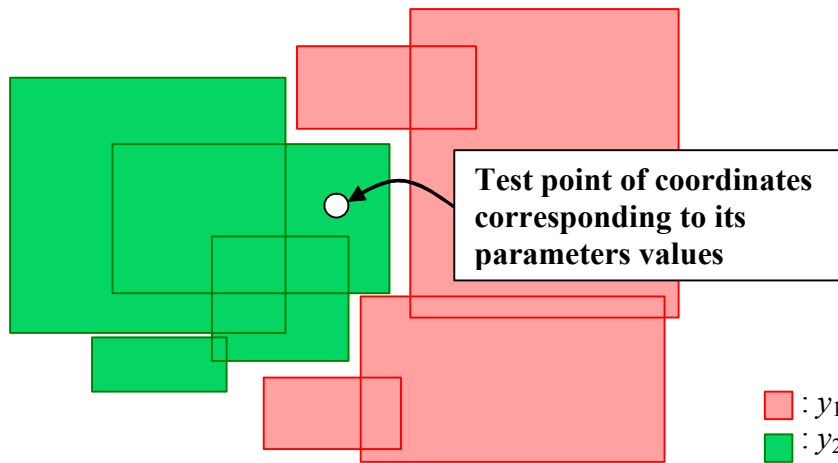 Test point of coordinates
corresponding to its
parameters values
: y₁
: y₂